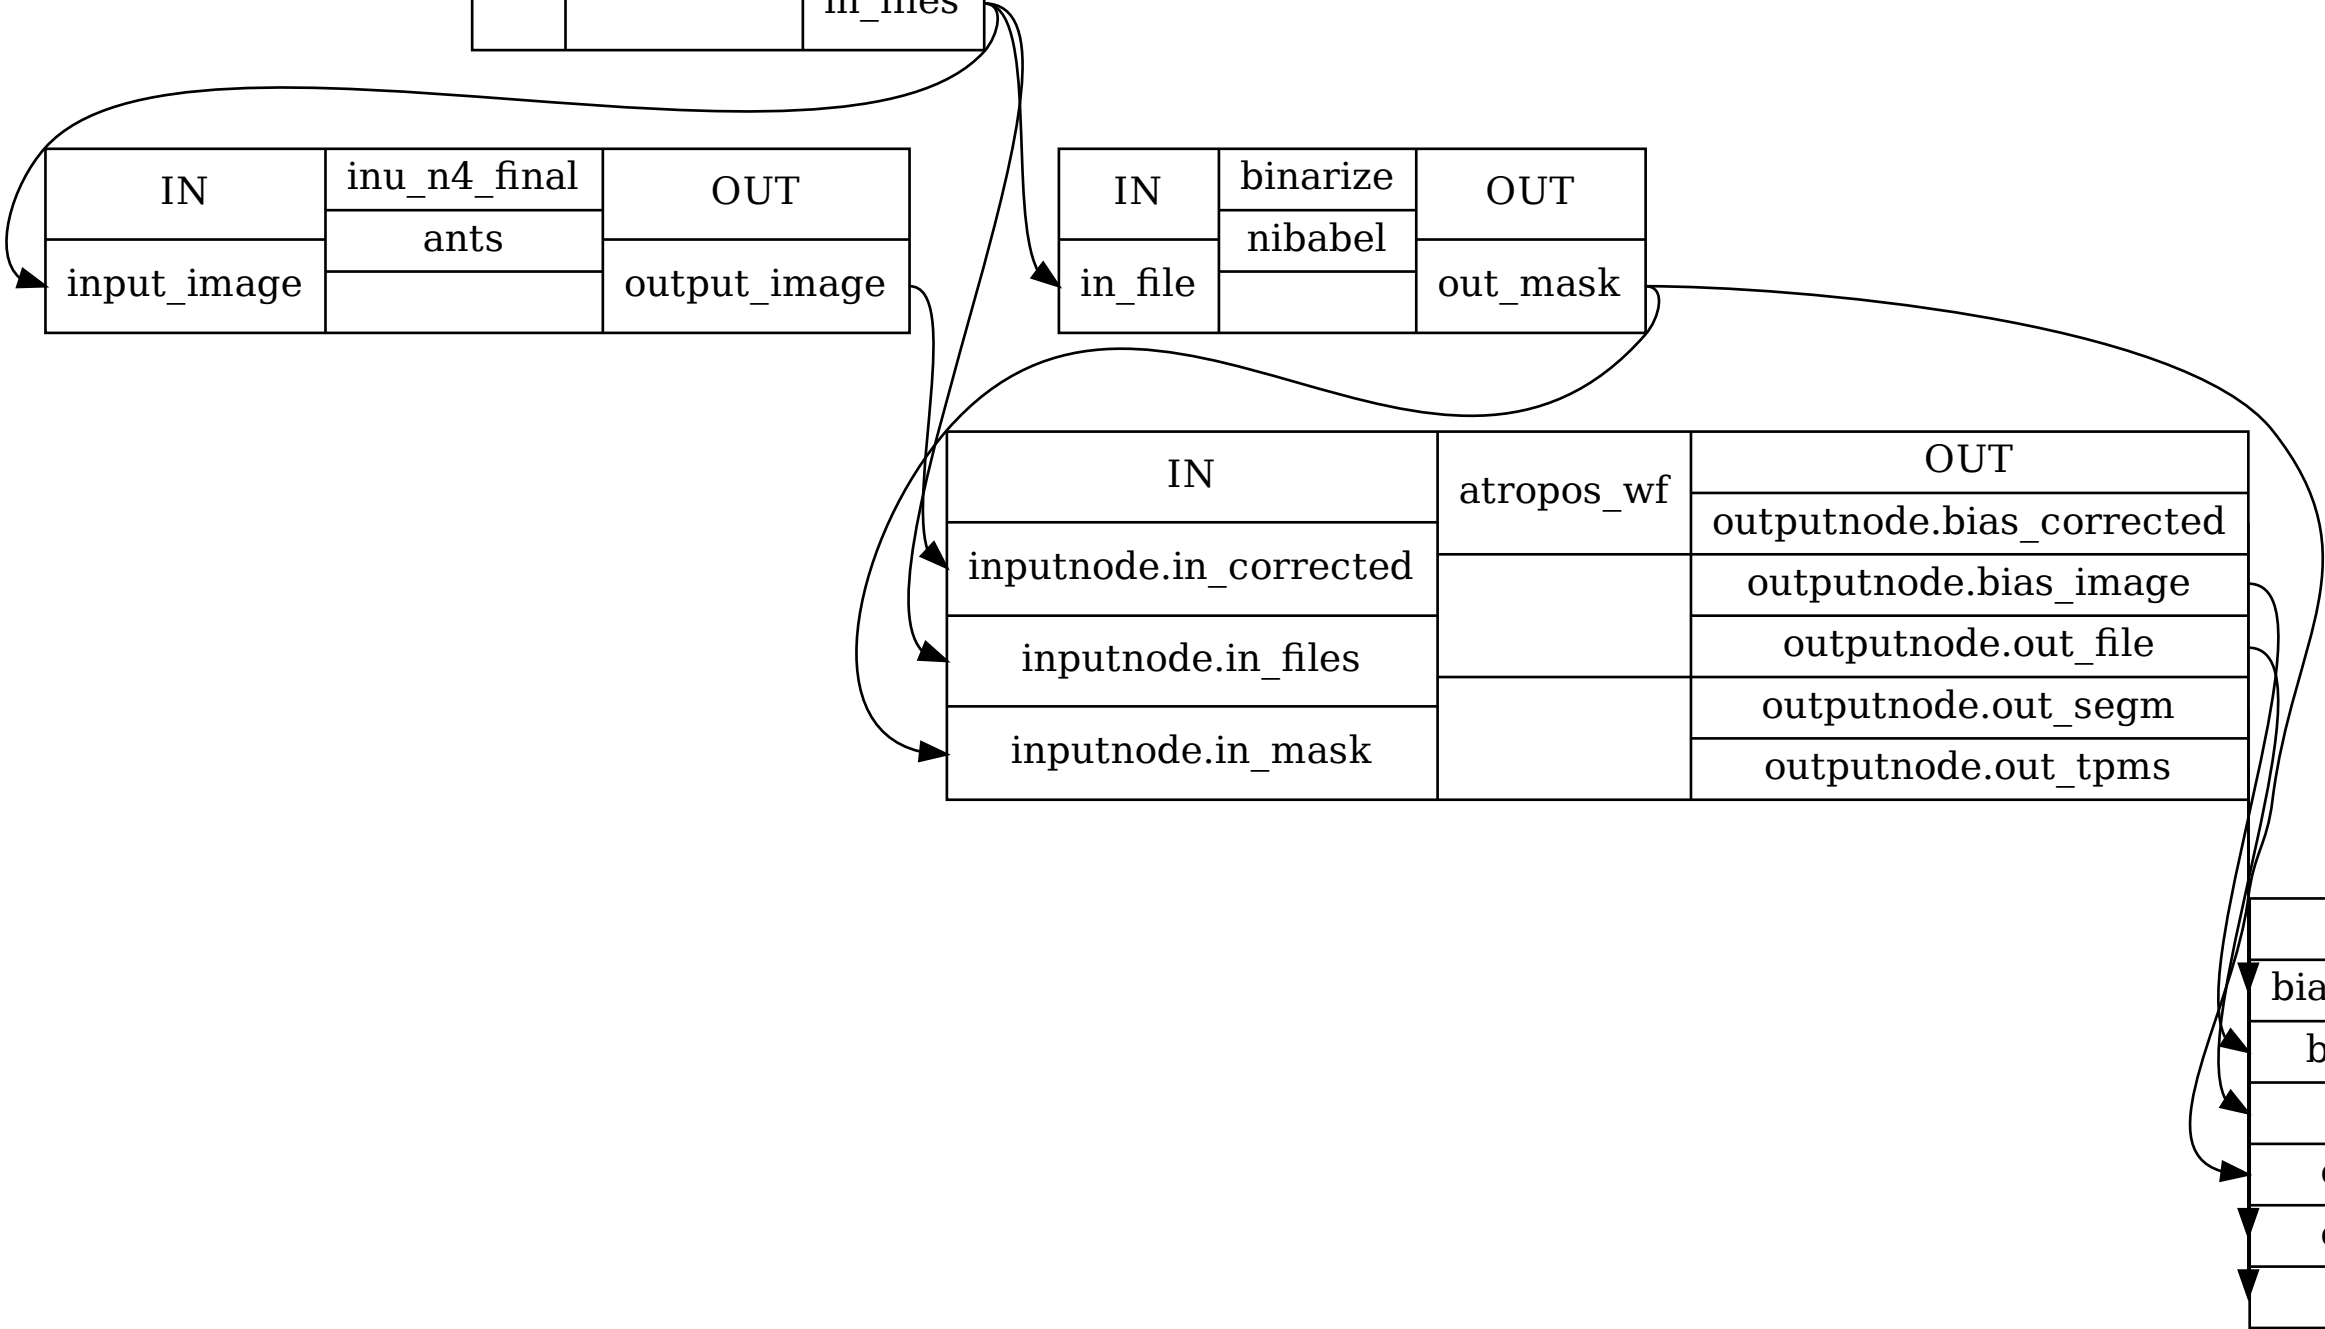 in_files
IN
inu_n4_final
OUT
ants
input_image
output_image
IN
binarize
OUT
nibabel
in_file
out_mask
IN
atropos_wf
OUT
outputnode.bias_corrected
inputnode.in_corrected
outputnode.bias_image
inputnode.in_files
outputnode.out_file
outputnode.out_segm
inputnode.in_mask
outputnode.out_tpms
bia
b